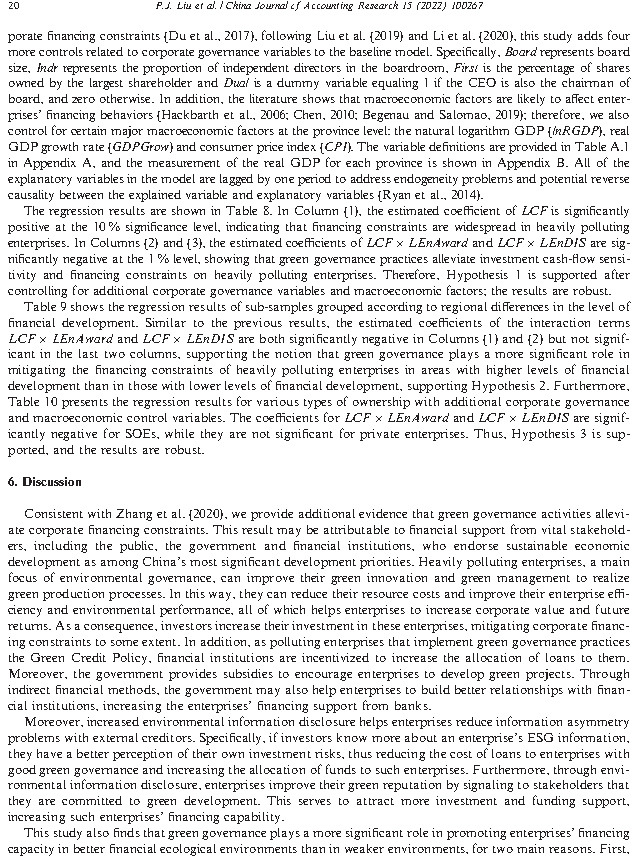 20 P.J. Liu et al. / China Journal of Accounting Research 15 (2022) 100267
porate financing constraints (Du et al., 2017), following Liu et al. (2019) and Li et al. (2020), this study adds four
more controls related to corporate governance variables to the baseline model. Specifically, Board represents board
size, Indr represents the proportion of independent directors in the boardroom, First is the percentage of shares
owned by the largest shareholder and Dual is a dummy variable equaling 1 if the CEO is also the chairman of
board, and zero otherwise. In addition, the literature shows that macroeconomic factors are likely to affect enter-
prises' financing behaviors (Hackbarth et al., 2006; Chen, 2010; Begenau and Salomao, 2019); therefore, we also
control for certain major macroeconomic factors at the province level: the natural logarithm GDP (lnRGDP), real
GDP growth rate (GDPGrow) and consumer price index (CPI). The variable definitions are provided in Table A.1
in Appendix A, and the measurement of the real GDP for each province is shown in Appendix B. All of the
explanatory variables in the model are lagged by one period to address endogeneity problems and potential reverse
causality between the explained variable and explanatory variables (Ryan et al., 2014).
The regression results are shown in Table 8. In Column (1), the estimated coefficient of LCF is significantly
positive at the 10 % significance level, indicating that financing constraints are widespread in heavily polluting
enterprises. In Columns (2) and (3), the estimated coefficients of LCF × LEnAward and LCF × LEnDIS are sig-
nificantly negative at the 1 % level, showing that green governance practices alleviate investment cash-flow sensi-
tivity and financing constraints on heavily polluting enterprises. Therefore, Hypothesis 1 is supported after
controlling for additional corporate governance variables and macroeconomic factors; the results are robust.
Table 9 shows the regression results of sub-samples grouped according to regional differences in the level of
financial development. Similar to the previous results, the estimated coefficients of the interaction terms
LCF × LEnAward and LCF × LEnDIS are both significantly negative in Columns (1) and (2) but not signif-
icant in the last two columns, supporting the notion that green governance plays a more significant role in
mitigating the financing constraints of heavily polluting enterprises in areas with higher levels of financial
development than in those with lower levels of financial development, supporting Hypothesis 2. Furthermore,
Table 10 presents the regression results for various types of ownership with additional corporate governance
and macroeconomic control variables. The coefficients for LCF × LEnAward and LCF × LEnDIS are signif-
icantly negative for SOEs, while they are not significant for private enterprises. Thus, Hypothesis 3 is sup-
ported, and the results are robust.
6. Discussion
Consistent with Zhang et al. (2020), we provide additional evidence that green governance activities allevi-
ate corporate financing constraints. This result may be attributable to financial support from vital stakehold-
ers, including the public, the government and financial institutions, who endorse sustainable economic
development as among China's most significant development priorities. Heavily polluting enterprises, a main
focus of environmental governance, can improve their green innovation and green management to realize
green production processes. In this way, they can reduce their resource costs and improve their enterprise effi-
ciency and environmental performance, all of which helps enterprises to increase corporate value and future
returns. As a consequence, investors increase their investment in these enterprises, mitigating corporate financ-
ing constraints to some extent. In addition, as polluting enterprises that implement green governance practices
the Green Credit Policy, financial institutions are incentivized to increase the allocation of loans to them.
Moreover, the government provides subsidies to encourage enterprises to develop green projects. Through
indirect financial methods, the government may also help enterprises to build better relationships with finan-
cial institutions, increasing the enterprises' financing support from banks.
Moreover, increased environmental information disclosure helps enterprises reduce information asymmetry
problems with external creditors. Specifically, if investors know more about an enterprise's ESG information,
they have a better perception of their own investment risks, thus reducing the cost of loans to enterprises with
good green governance and increasing the allocation of funds to such enterprises. Furthermore, through envi-
ronmental information disclosure, enterprises improve their green reputation by signaling to stakeholders that
they are committed to green development. This serves to attract more investment and funding support,
increasing such enterprises' financing capability.
This study also finds that green governance plays a more significant role in promoting enterprises' financing
capacity in better financial ecological environments than in weaker environments, for two main reasons. First,